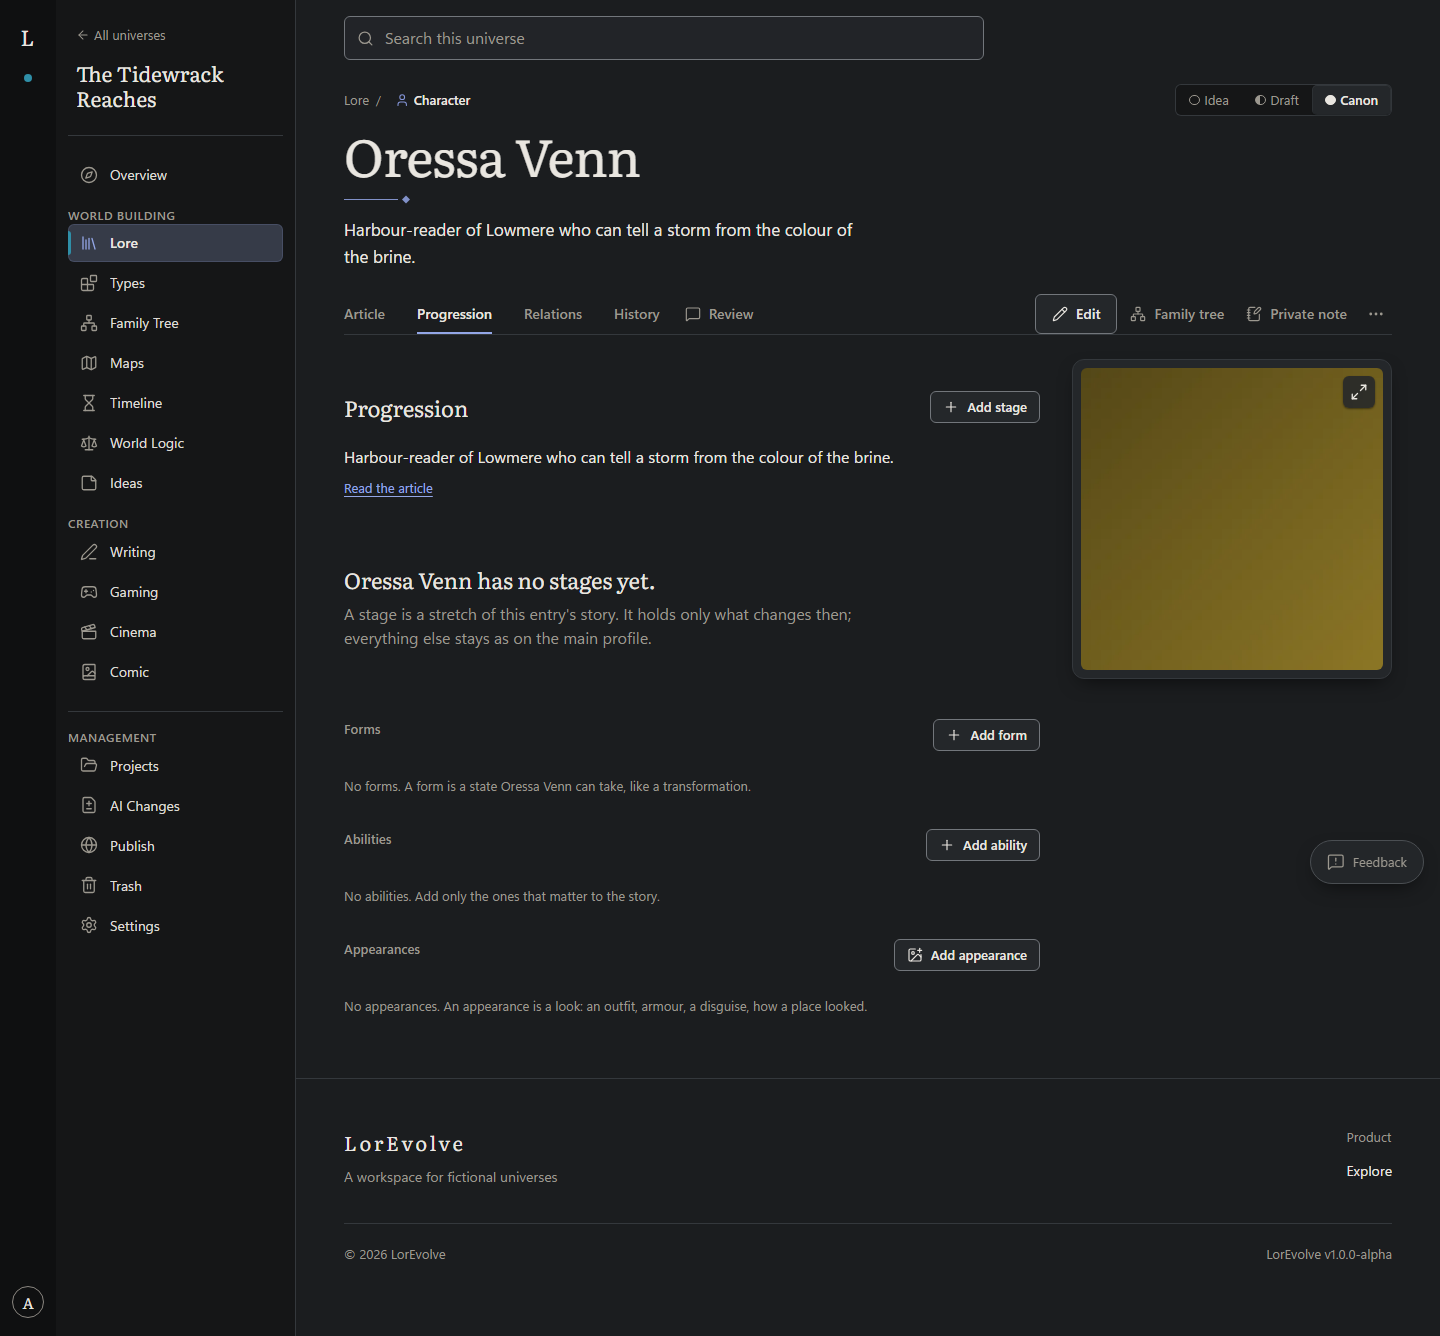 L
← All universes
The Tidewrack
Reaches
Overview
WORLD BUILDING
Lore
Types
Family Tree
Maps
Timeline
World Logic
Ideas
CREATION
Writing
Gaming
Cinema
Comic
MANAGEMENT
Projects
AI Changes
Publish
Trash
Settings
A
Search this universe
Lore / Character
Idea Draft Canon
Oressa Venn
Harbour-reader of Lowmere who can tell a storm from the colour of
the brine.
Article Progression Relations History Review Edit Family tree Private note
Progression
Add stage
Harbour-reader of Lowmere who can tell a storm from the colour of the brine.
Read the article
Oressa Venn has no stages yet.
A stage is a stretch of this entry's story. It holds only what changes then;
everything else stays as on the main profile.
Forms
Add form
No forms. A form is a state Oressa Venn can take, like a transformation.
Abilities
Add ability
No abilities. Add only the ones that matter to the story.
Appearances
Add appearance
No appearances. An appearance is a look: an outfit, armour, a disguise, how a place looked.
Feedback
LorEvolve
A workspace for fictional universes
Product
Explore
© 2026 LorEvolve
LorEvolve v1.0.0-alpha